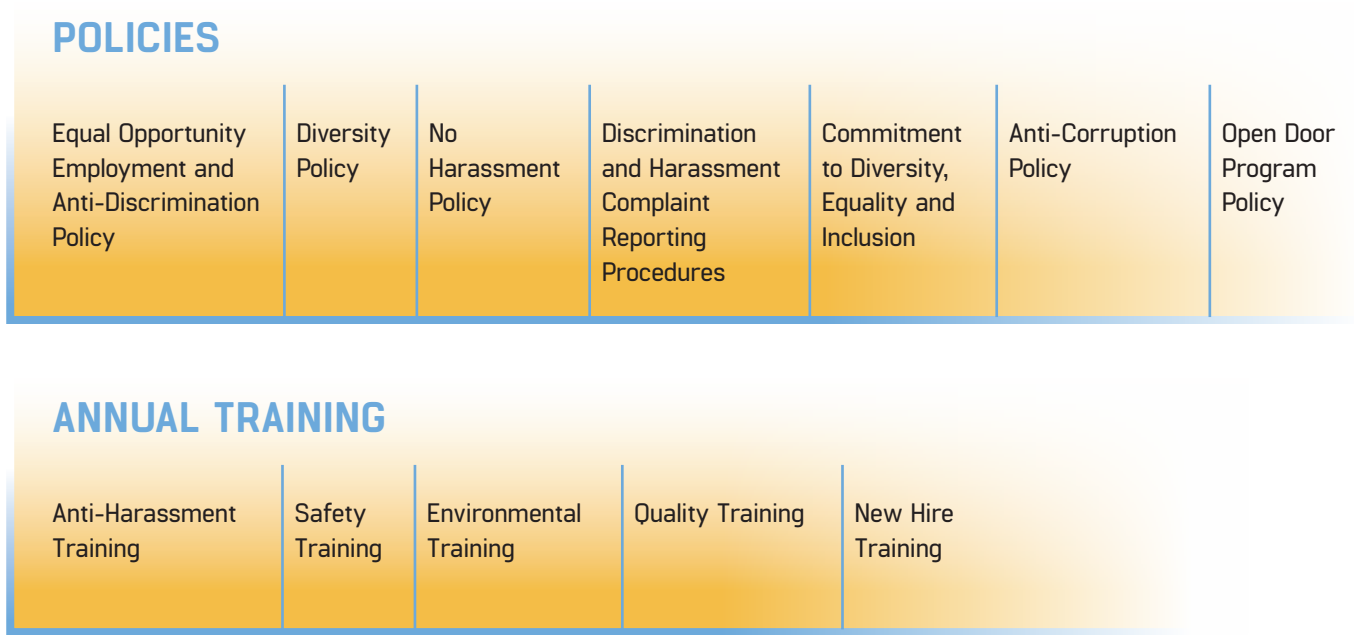 POLICIES
Equal Opportunity
Employment and
Anti-Discrimination
Policy
Diversity
Policy
No
Harassment
Policy
Discrimination
and Harassment
Complaint
Reporting
Procedures
Commitment
to Diversity,
Equality and
Inclusion
Anti-Corruption
Policy
Open Door
Program
Policy
ANNUAL TRAINING
Anti-Harassment
Training
Safety
Training
Environmental
Training
Quality Training
New Hire
Training